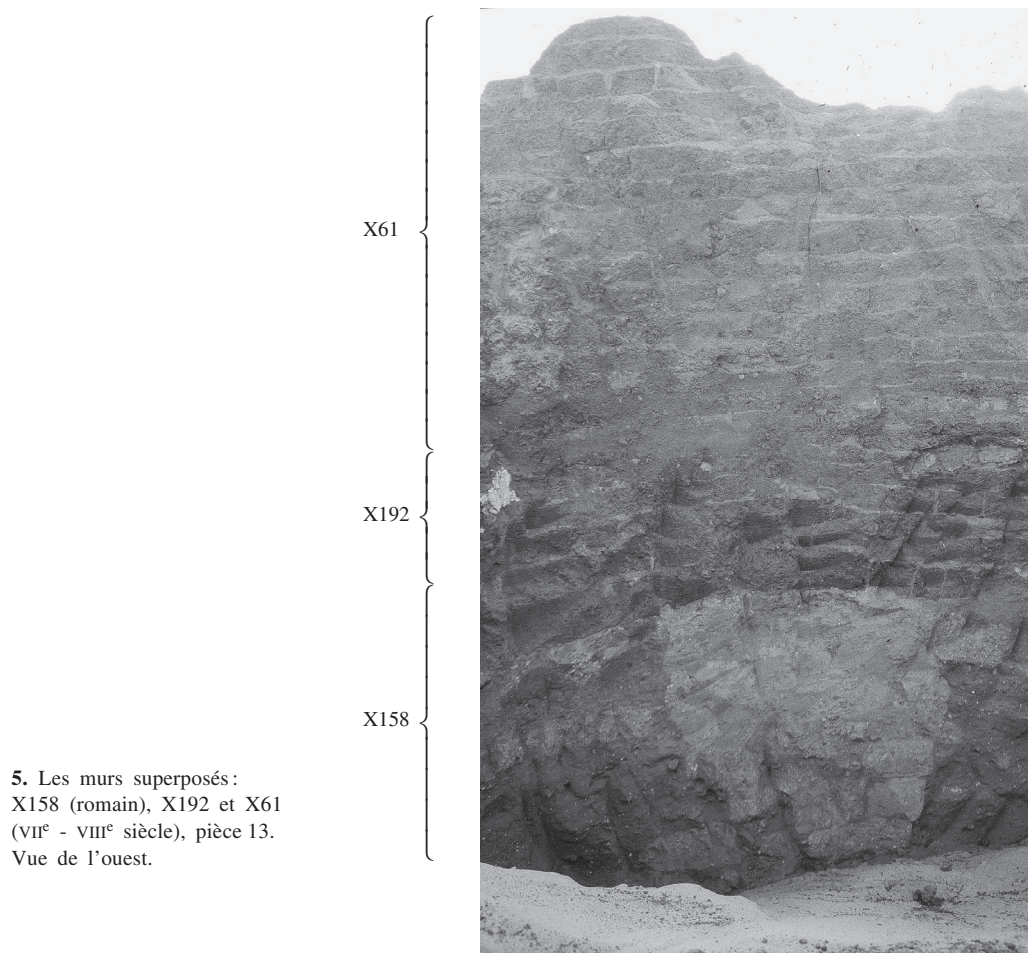 X61
X192
X158
5. Les murs superposés :
X158 (romain), X192 et X61
(VIIe - VIIIe siècle), pièce 13.
Vue de l’ouest.